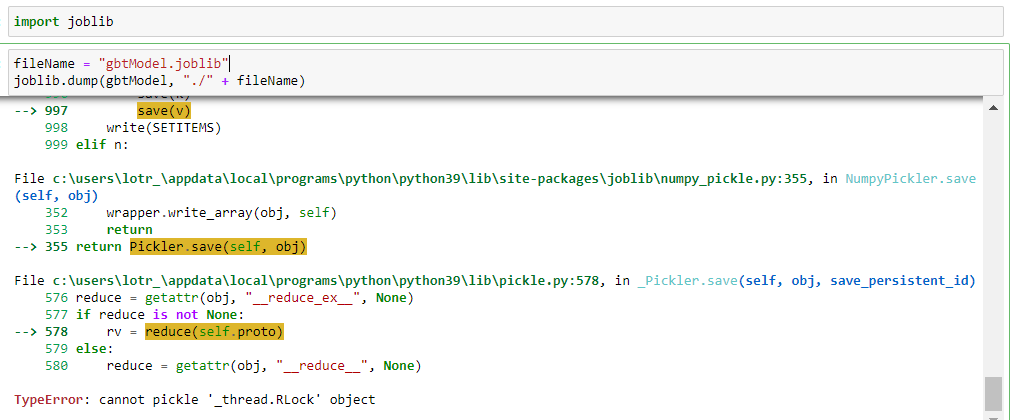 import joblib
fileName = "gbtModel.joblib"
joblib.dump(gbtModel, "./" + fileName)
--> 997 save(v)
998 write(SETITEMS)
999 elif n:
File c:\users\lotr_\appdata\local\programs\python\python39\lib\site-packages\joblib\numpy_pickle.py:355, in NumpyPickler.save
(self, obj)
352 wrapper.write_array(obj, self)
353 return
--> 355 return Pickler.save(self, obj)
File c:\users\lotr_\appdata\local\programs\python\python39\lib\pickle.py:578, in _Pickler.save(self, obj, save_persistent_id)
576 reduce = getattr(obj, "__reduce_ex__", None)
577 if reduce is not None:
--> 578 rv = reduce(self.proto)
579 else:
580 reduce = getattr(obj, "__reduce__", None)
TypeError: cannot pickle '_thread.RLock' object